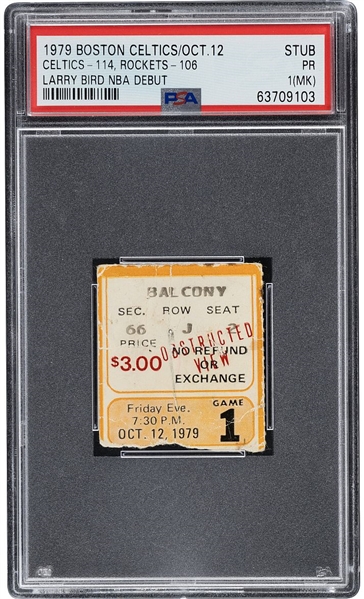 1979 BOSTON CELTICS/OCT.12 STUB
CELTICS - 114, ROCKETS - 106 PR
LARRY BIRD NBA DEBUT 1(MK)
PSA 63709103
BALCONY
SEC. ROW SEAT
66 J 2
PRICE
$3.00 NO REFUND
OR
EXCHANGE
OBSTRUCTED
VIEW
Friday Eve.
7:30 P.M.
OCT. 12, 1979
GAME
1